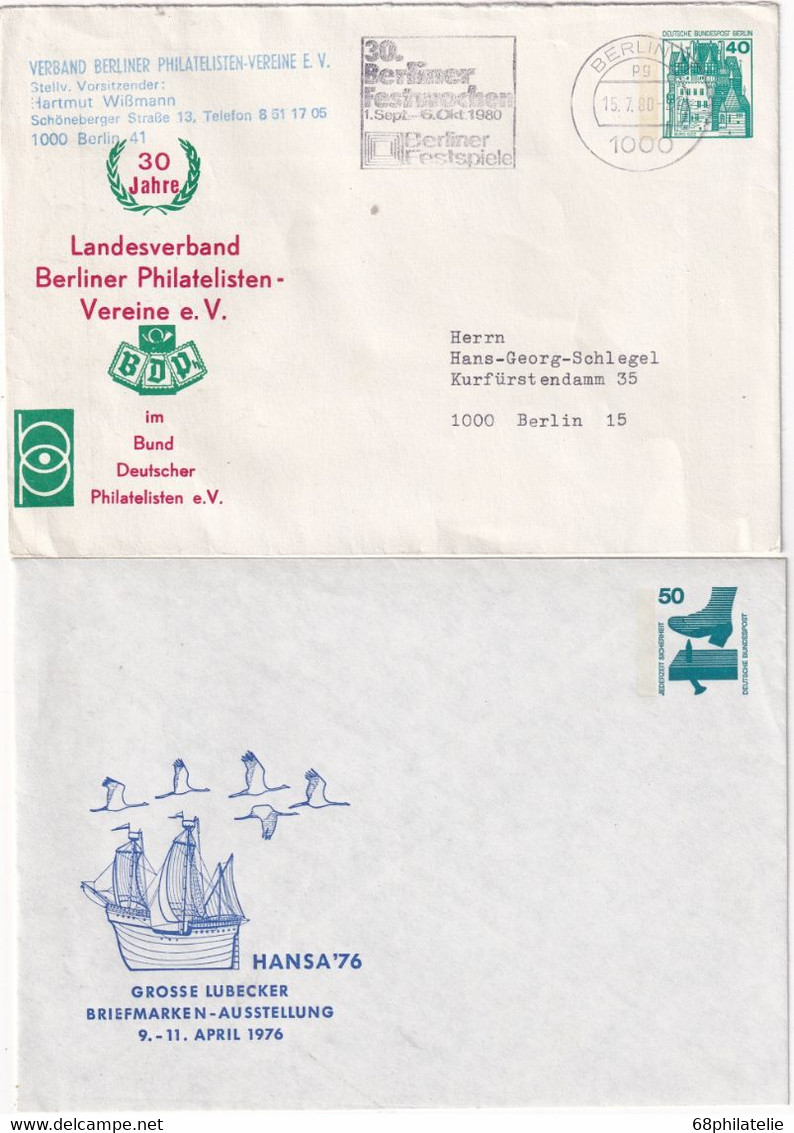 VERBAND BERLINER PHILATELISTEN-VEREINE E. V.
Stellv. Vorsitzender:
Hartmut Wißmann
Schöneberger Straße 13, Telefon 8 51 17 05
1000 Berlin 41
30
Jahre
Landesverband
Berliner Philatelisten-
Vereine e. V.
BDPh
im
Bund
Deutscher
Philatelisten e.V.
30.
Berliner
Festwochen
1.Sept.-6.Okt 1980
Berliner
Festspiele
BERLIN
pg
15.7.80
1000
DEUTSCHE BUNDESPOST BERLIN
40
Herrn
Hans-Georg-Schlegel
Kurfürstendamm 35
1000 Berlin 15
50
JEDERZEIT SICHERHEIT
DEUTSCHE BUNDESPOST
HANSA'76
GROSSE LUBECKER
BRIEFMARKEN-AUSSTELLUNG
9.-11. APRIL 1976
68philatelie